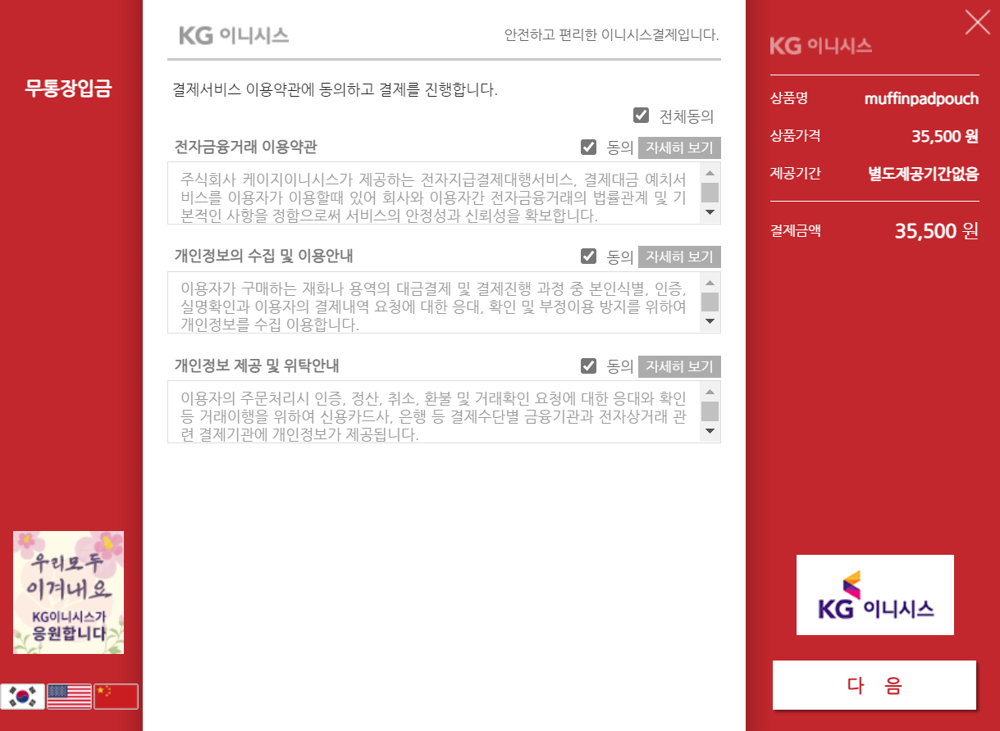 무통장입금
우리모두
이겨내요
KG이니시스가
응원합니다
KG 이니시스
안전하고 편리한 이니시스결제입니다.
결제서비스 이용약관에 동의하고 결제를 진행합니다.
전체동의
전자금융거래 이용약관 동의 자세히 보기
주식회사 케이지이니시스가 제공하는 전자지급결제대행서비스, 결제대금 예치서
비스를 이용자가 이용할때 있어 회사와 이용자간 전자금융거래의 법률관계 및 기
본적인 사항을 정함으로써 서비스의 안정성과 신뢰성을 확보합니다.
개인정보의 수집 및 이용안내 동의 자세히 보기
이용자가 구매하는 재화나 용역의 대금결제 및 결제진행 과정 중 본인식별, 인증,
실명확인과 이용자의 결제내역 요청에 대한 응대, 확인 및 부정이용 방지를 위하여
개인정보를 수집 이용합니다.
개인정보 제공 및 위탁안내 동의 자세히 보기
이용자의 주문처리시 인증, 정산, 취소, 환불 및 거래확인 요청에 대한 응대와 확인
등 거래이행을 위하여 신용카드사, 은행 등 결제수단별 금융기관과 전자상거래 관
련 결제기관에 개인정보가 제공됩니다.
KG 이니시스
상품명 muffinpadpouch
상품가격 35,500 원
제공기간 별도제공기간없음
결제금액 35,500 원
KG 이니시스
다 음